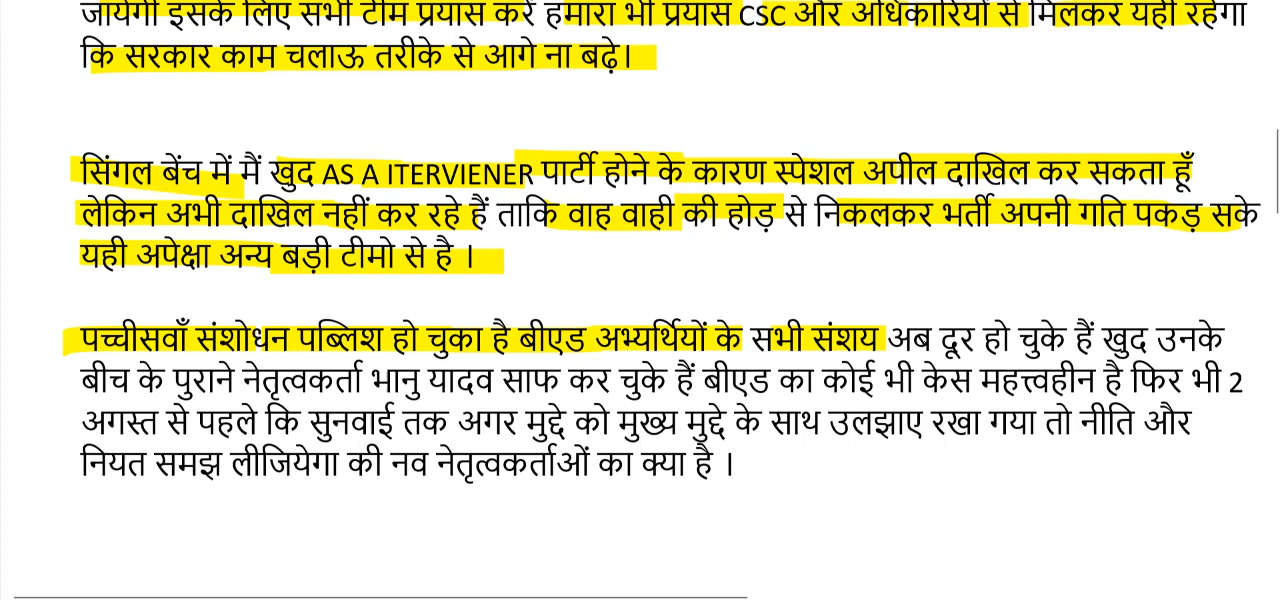 जायेगी इसके लिए सभी टीम प्रयास करें हमारा भी प्रयास CSC और अधिकारियों से मिलकर यही रहेगा
कि सरकार काम चलाऊ तरीके से आगे ना बढ़े।
सिंगल बेंच में मैं खुद AS A ITERVIENER पार्टी होने के कारण स्पेशल अपील दाखिल कर सकता हूँ
लेकिन अभी दाखिल नहीं कर रहे हैं ताकि वाह वाही की होड़ से निकलकर भर्ती अपनी गति पकड़ सके
यही अपेक्षा अन्य बड़ी टीमो से है ।
पच्चीसवाँ संशोधन पब्लिश हो चुका है बीएड अभ्यर्थियों के सभी संशय अब दूर हो चुके हैं खुद उनके
बीच के पुराने नेतृत्वकर्ता भानु यादव साफ कर चुके हैं बीएड का कोई भी केस महत्त्वहीन है फिर भी 2
अगस्त से पहले कि सुनवाई तक अगर मुद्दे को मुख्य मुद्दे के साथ उलझाए रखा गया तो नीति और
नियत समझ लीजियेगा की नव नेतृत्वकर्ताओं का क्या है ।